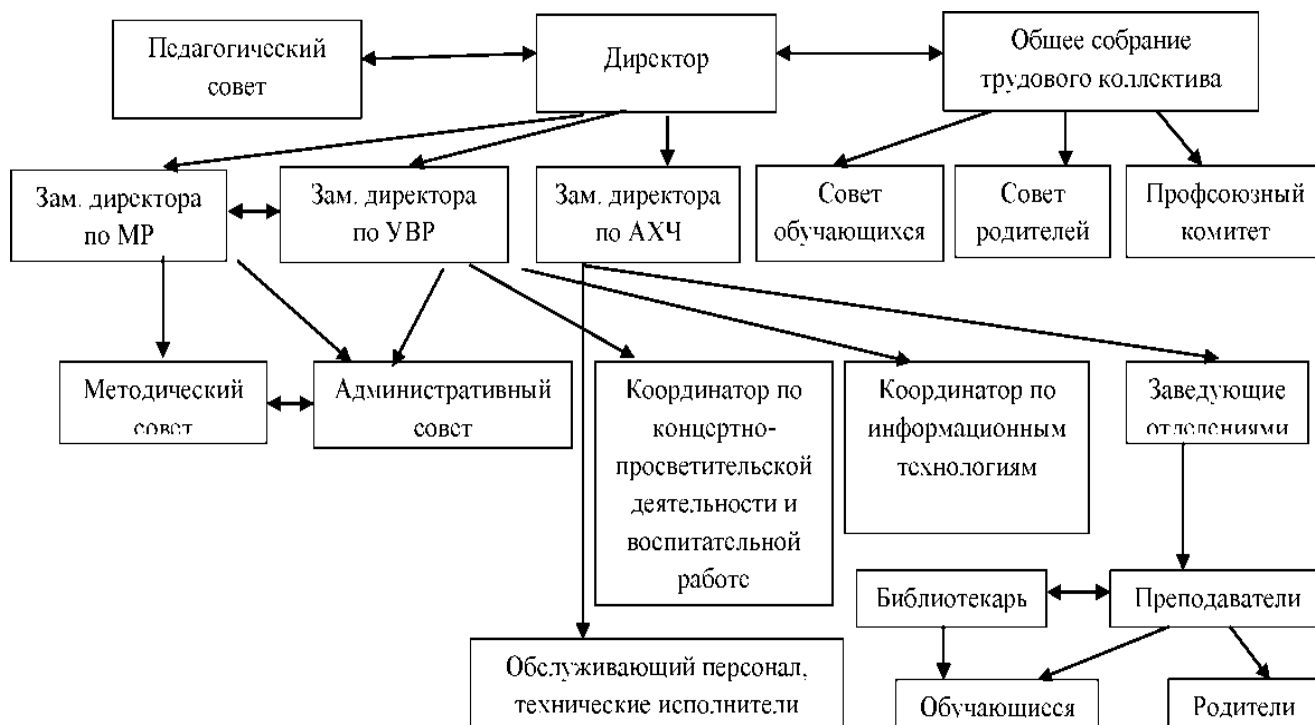 Педагогический
совет
Директор
Общее собрание
трудового коллектива
Зам. директора
по МР
Зам. директора
по УВР
Зам. директора
по АХЧ
Совет
обучающихся
Совет
родителей
Профсоюзный
комитет
Методический
совет
Административный
совет
Координатор по
концертно-
просветительской
деятельности и
воспитательной
работе
Координатор по
информационным
технологиям
Заведующие
отделениями
Библиотекарь
Преподаватели
Обслуживающий персонал,
технические исполнители
Обучающиеся
Родители